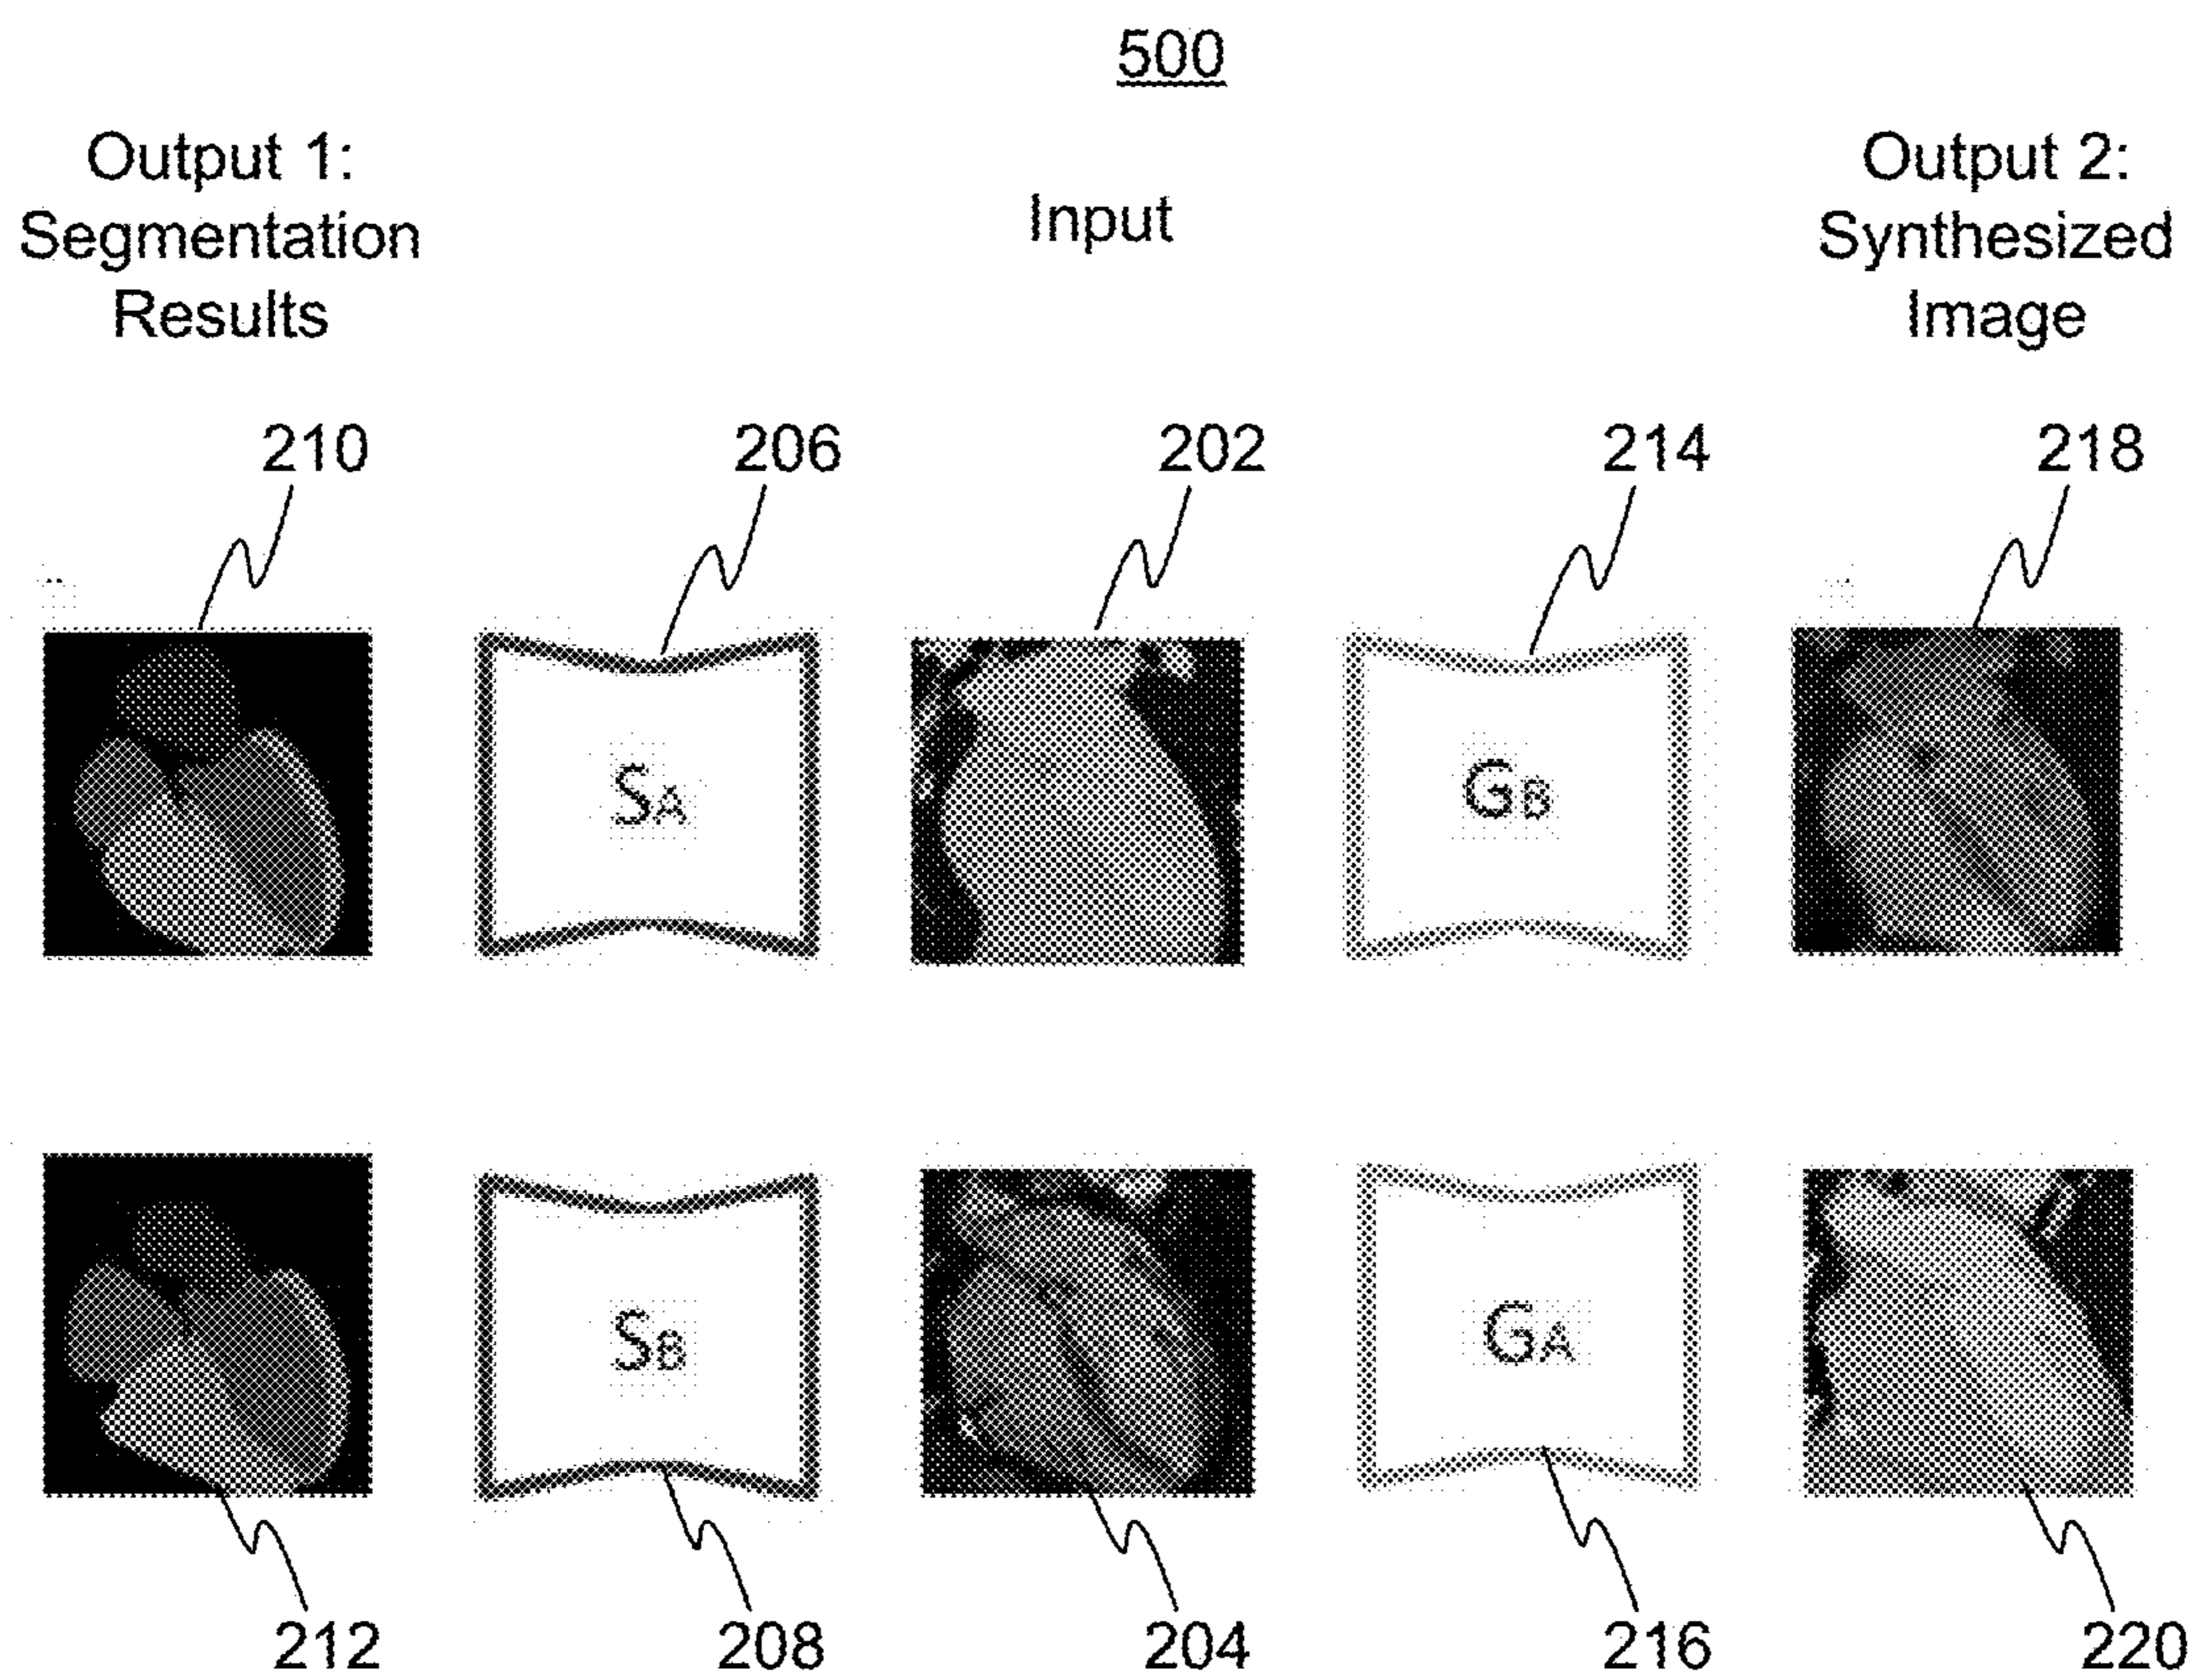 500
Output 1:
Segmentation
Results
Input
Output 2:
Synthesized
Image
210
206
202
214
218
SA
GB
SB
GA
212
208
204
216
220